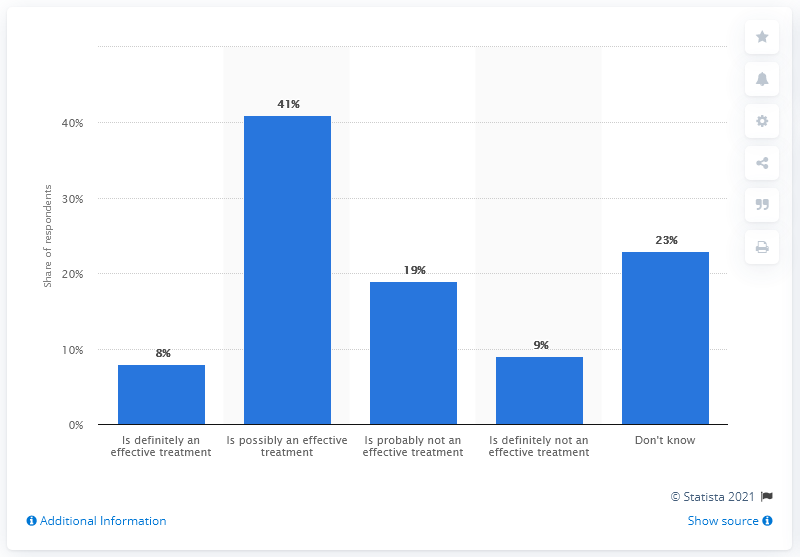 41%
40%
30%
20%
10%
0%
Share of respondents
8%
19%
9%
23%
Is definitely an
effective treatment
Is possibly an effective
treatment
Is probably not an
effective treatment
Is definitely not an
effective treatment
Don't know
© Statista 2021
Additional Information
Show source